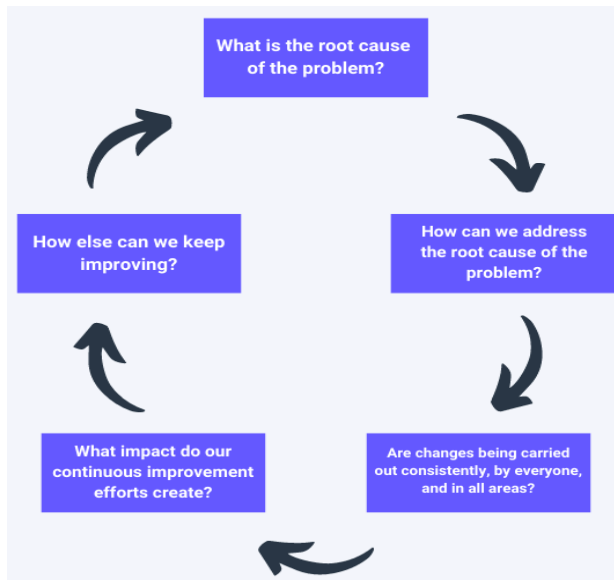 What is the root cause
of the problem?
How can we address
the root cause of the
problem?
Are changes being carried
out consistently, by everyone,
and in all areas?
What impact do our
continuous improvement
efforts create?
How else can we keep
improving?